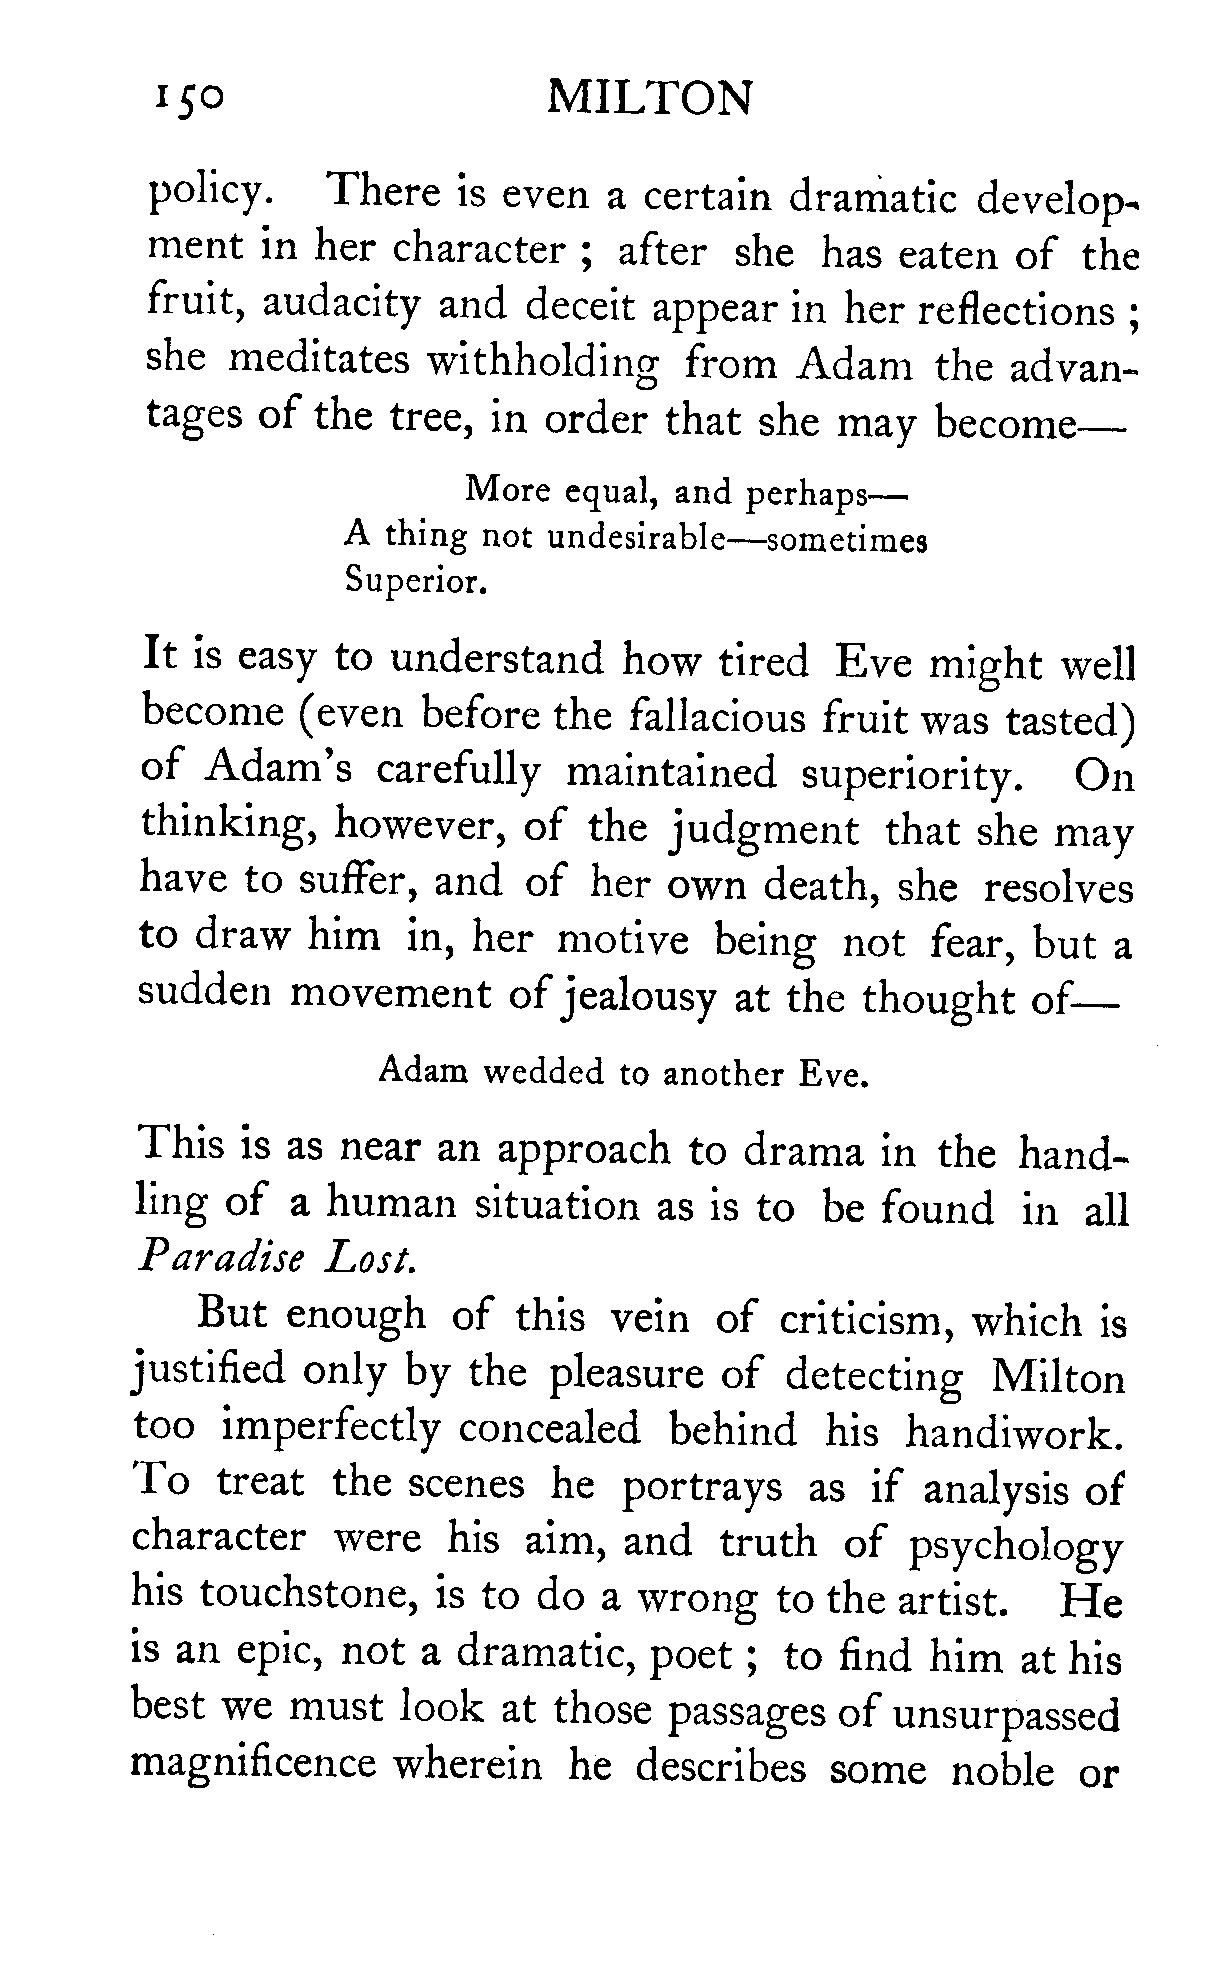 150 MILTON
policy. There is even a certain dramatic develop-
ment in her character ; after she has eaten of the
fruit, audacity and deceit appear in her reflections ;
she meditates withholding from Adam the advan-
tages of the tree, in order that she may become—
More equal, and perhaps—
A thing not undesirable—sometimes
Superior.
It is easy to understand how tired Eve might well
become (even before the fallacious fruit was tasted)
of Adam's carefully maintained superiority. On
thinking, however, of the judgment that she may
have to suffer, and of her own death, she resolves
to draw him in, her motive being not fear, but a
sudden movement of jealousy at the thought of—
Adam wedded to another Eve.
This is as near an approach to drama in the hand-
ling of a human situation as is to be found in all
Paradise Lost.
But enough of this vein of criticism, which is
justified only by the pleasure of detecting Milton
too imperfectly concealed behind his handiwork.
To treat the scenes he portrays as if analysis of
character were his aim, and truth of psychology
his touchstone, is to do a wrong to the artist. He
is an epic, not a dramatic, poet ; to find him at his
best we must look at those passages of unsurpassed
magnificence wherein he describes some noble or